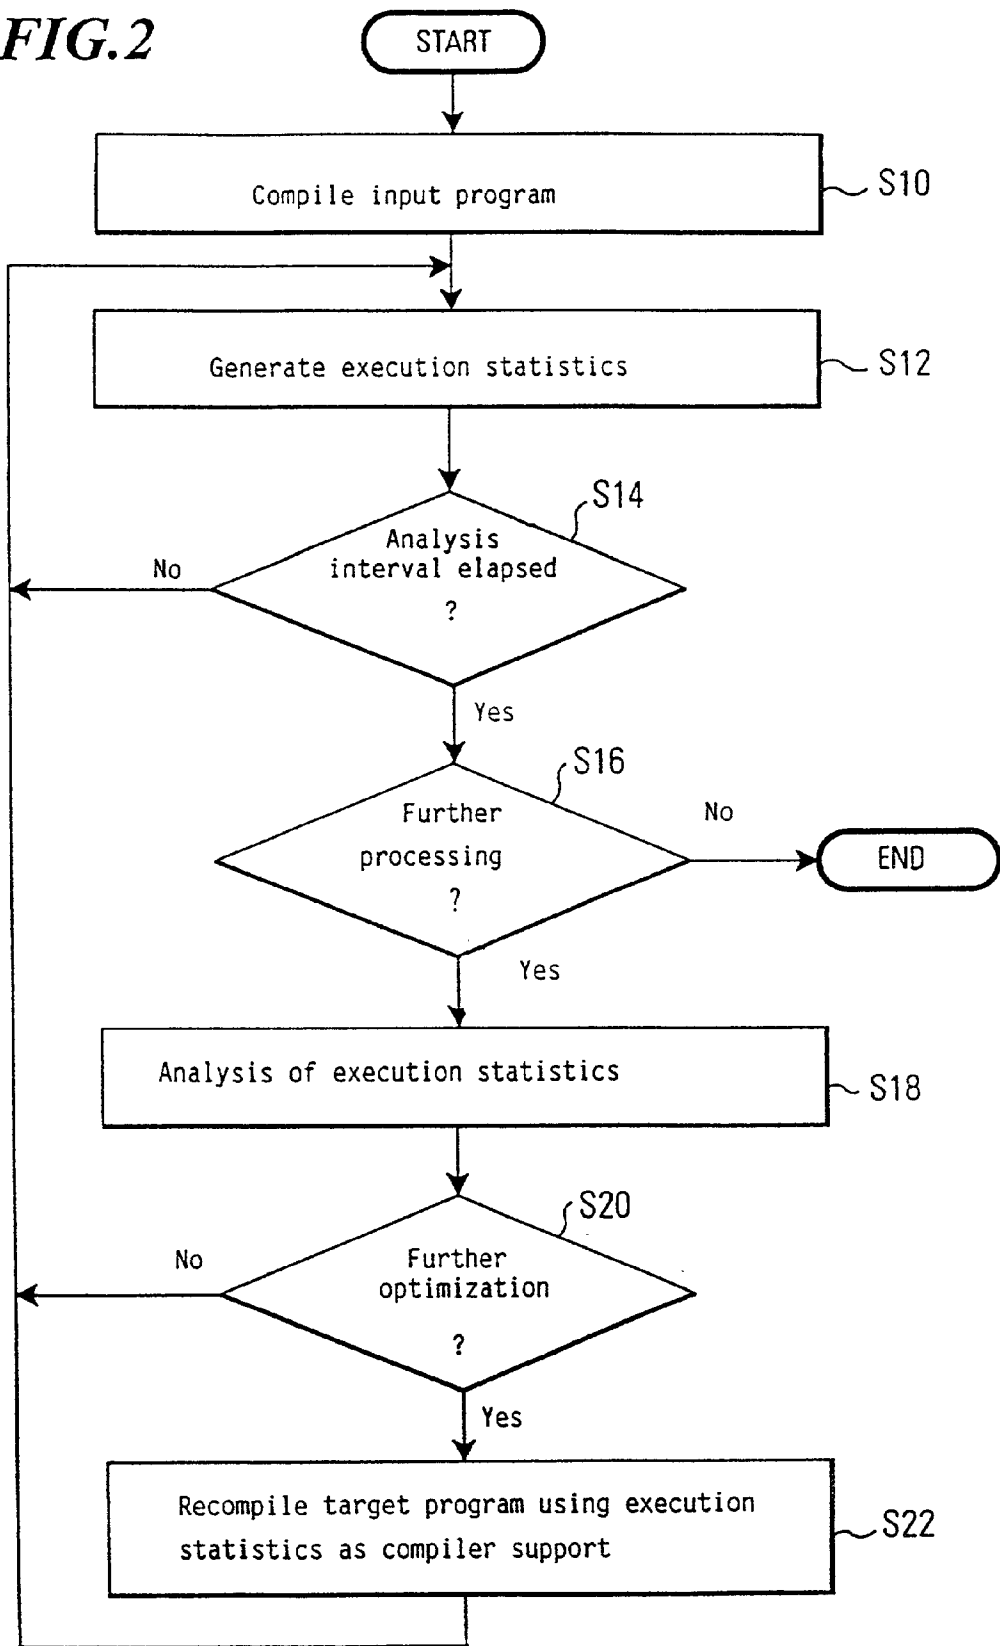 FIG.2
START
Compile input program
S10
Generate execution statistics
S12
S14
Analysis
interval elapsed
?
No
Yes
S16
Further
processing
?
No
END
Yes
Analysis of execution statistics
S18
S20
Further
optimization
?
No
Yes
Recompile target program using execution
statistics as compiler support
S22